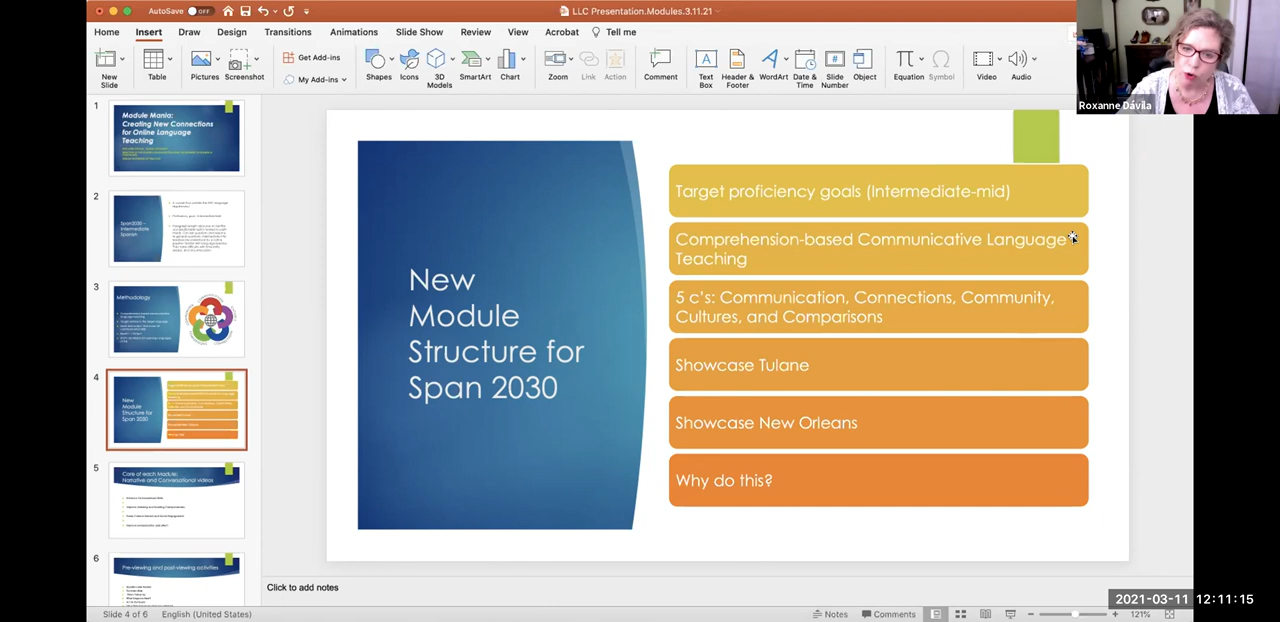 AutoSave OFF
LLC Presentation.Modules.3.11.21
Home Insert Draw Design Transitions Animations Slide Show Review View Acrobat Tell me
New Slide
Table
Pictures
Screenshot
Get Add-ins
My Add-ins
Shapes
Icons
3D Models
SmartArt
Chart
Zoom
Link
Action
Comment
Text Box
Header & Footer
WordArt
Date & Time
Slide Number
Object
Equation
Symbol
Video
Audio
Roxanne Dávila
1
Module Mania:
Creating New Connections
for Online Language
Teaching
2
Span2030 –
Intermediate
Spanish
3
Methodology
4
New
Module
Structure for
Span 2030
5
Core of each Module:
Narrative and Conversational videos
6
Pre-viewing and post-viewing activities
New
Module
Structure for
Span 2030
Target proficiency goals (Intermediate-mid)
Comprehension-based Communicative Language
Teaching
5 c's: Communication, Connections, Community,
Cultures, and Comparisons
Showcase Tulane
Showcase New Orleans
Why do this?
Click to add notes
Slide 4 of 6 English (United States)
Notes Comments 121%
2021-03-11 12:11:15